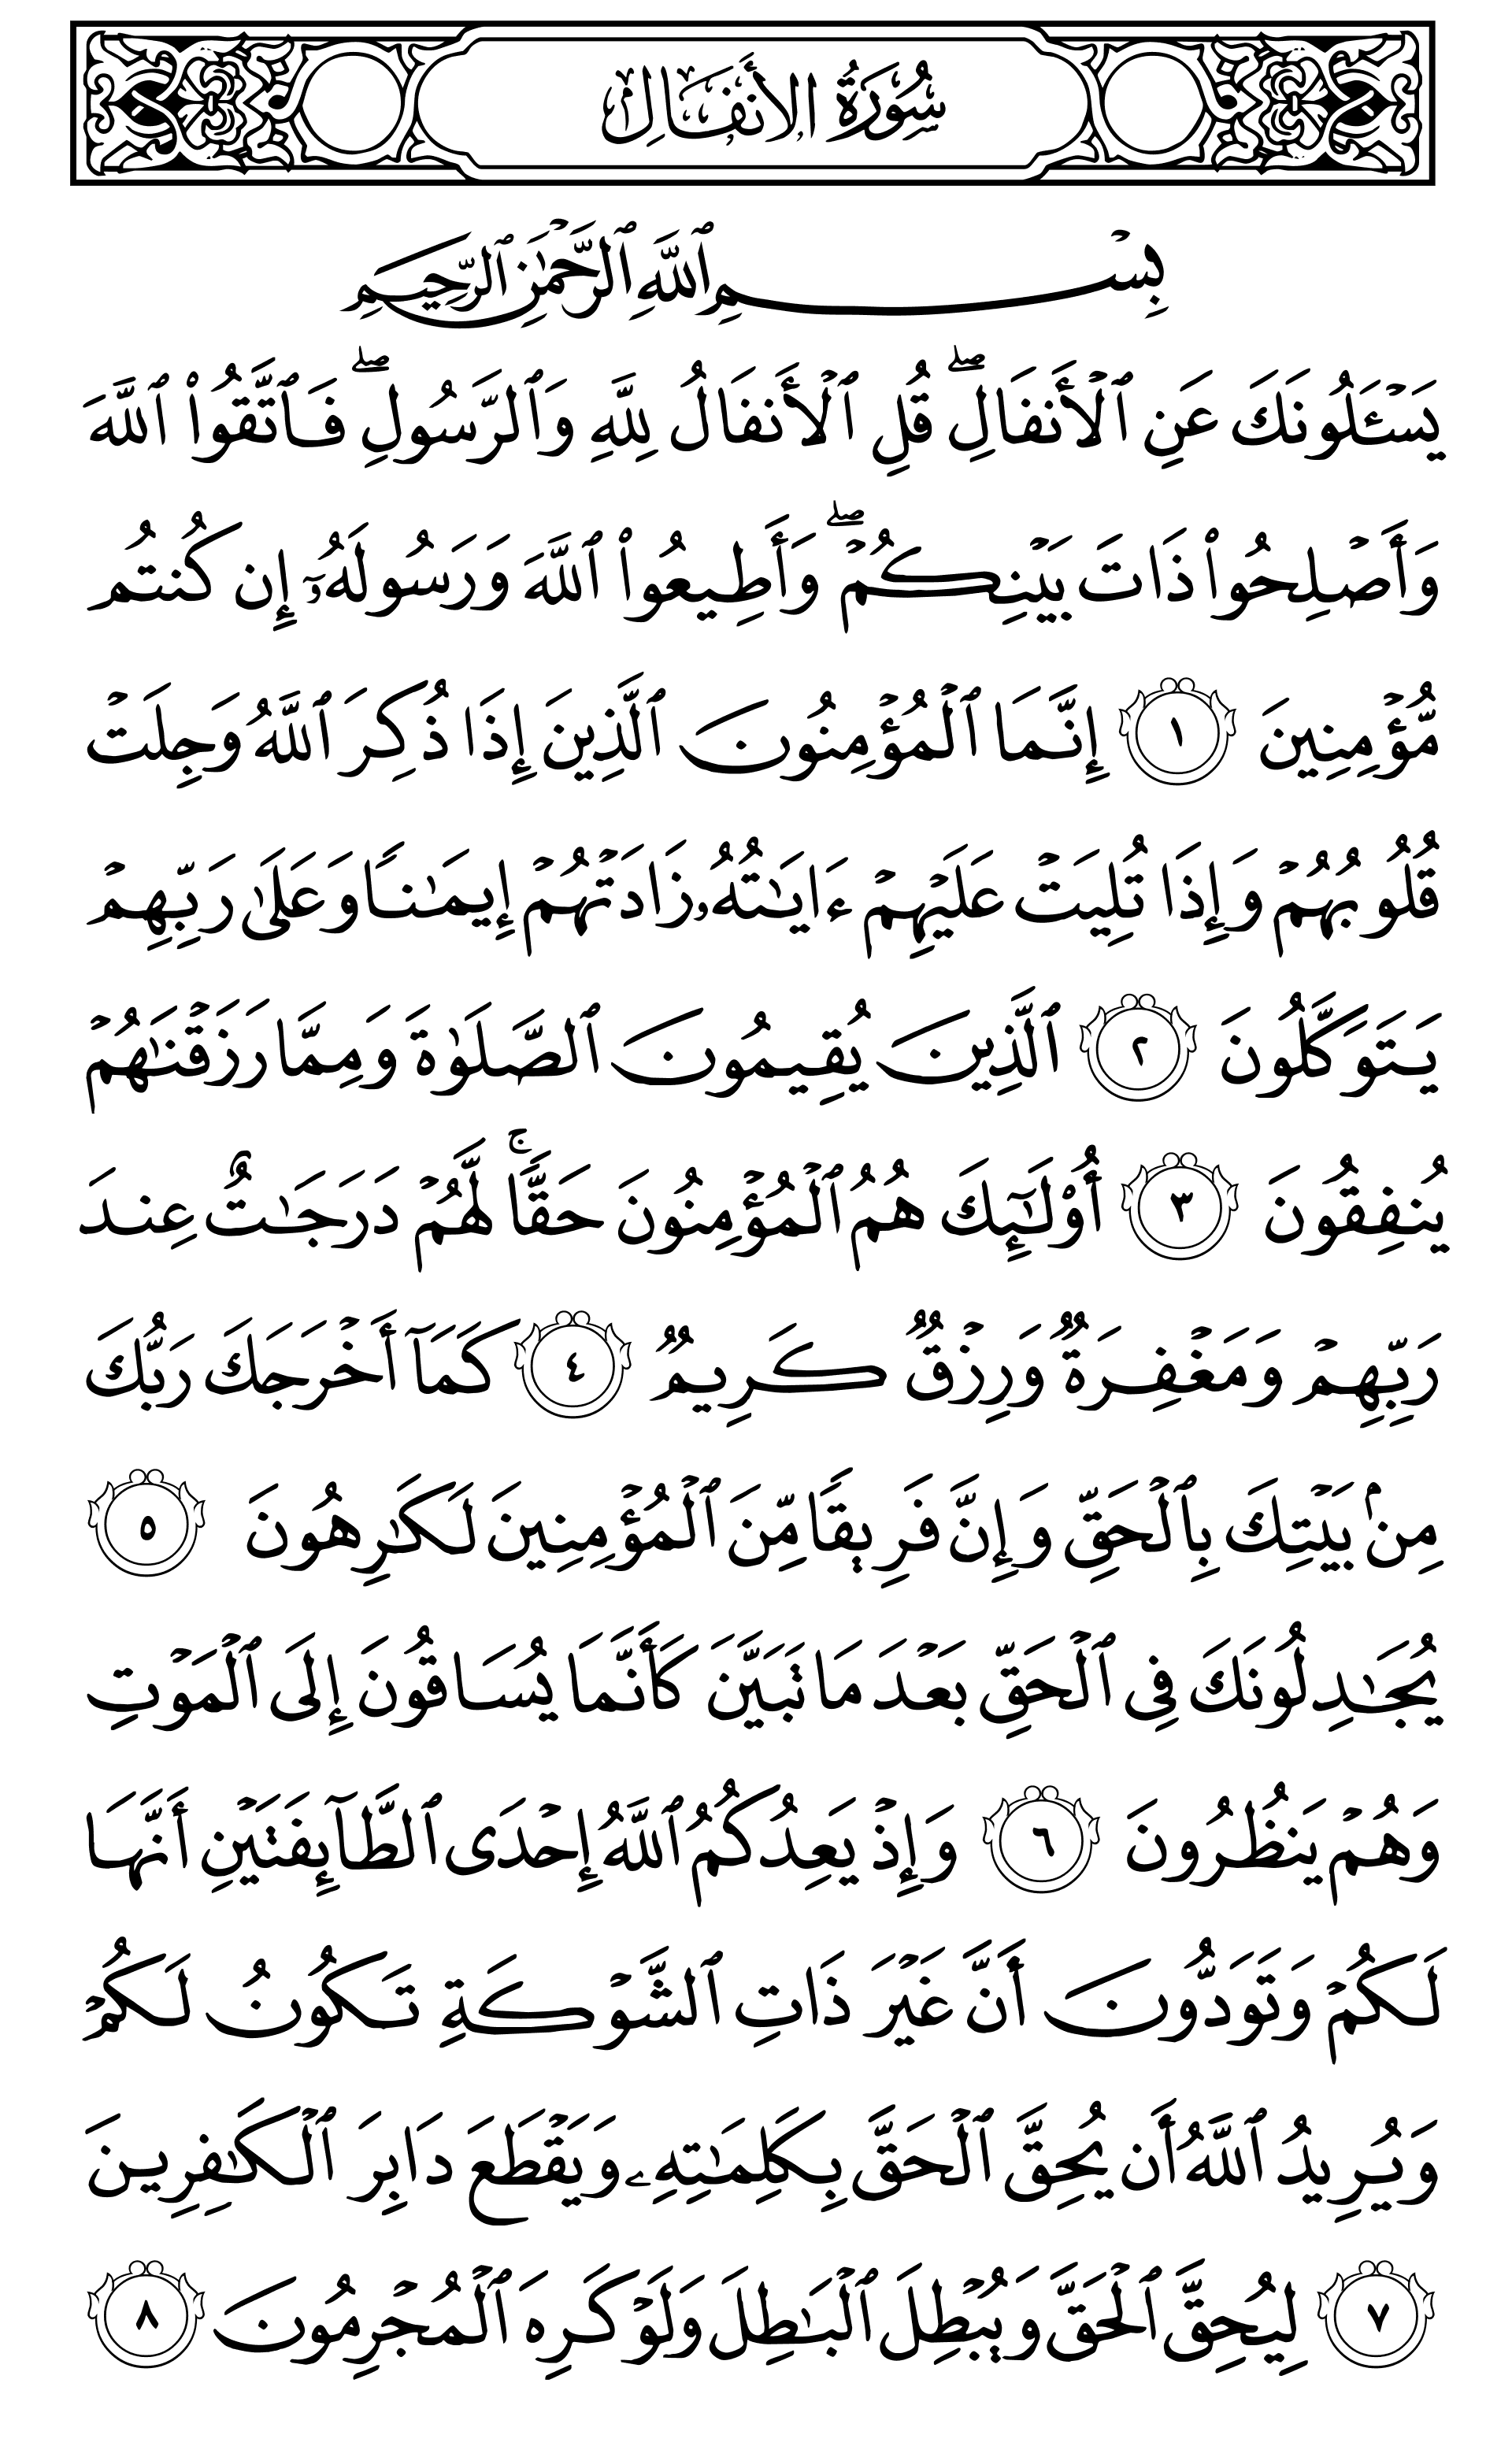 سُورَةُ الأَنفَالِ
بِسْمِ ٱللَّهِ ٱلرَّحْمَٰنِ ٱلرَّحِيمِ
يَسْـَٔلُونَكَ عَنِ ٱلْأَنفَالِ ۖ قُلِ ٱلْأَنفَالُ لِلَّهِ وَٱلرَّسُولِ ۖ فَٱتَّقُوا۟ ٱللَّهَ
وَأَصْلِحُوا۟ ذَاتَ بَيْنِكُمْ ۖ وَأَطِيعُوا۟ ٱللَّهَ وَرَسُولَهُۥٓ إِن كُنتُم
مُّؤْمِنِينَ ١ إِنَّمَا ٱلْمُؤْمِنُونَ ٱلَّذِينَ إِذَا ذُكِرَ ٱللَّهُ وَجِلَتْ
قُلُوبُهُمْ وَإِذَا تُلِيَتْ عَلَيْهِمْ ءَايَٰتُهُۥ زَادَتْهُمْ إِيمَٰنًا وَعَلَىٰ رَبِّهِمْ
يَتَوَكَّلُونَ ٢ ٱلَّذِينَ يُقِيمُونَ ٱلصَّلَوٰةَ وَمِمَّا رَزَقْنَٰهُمْ
يُنفِقُونَ ٣ أُو۟لَٰٓئِكَ هُمُ ٱلْمُؤْمِنُونَ حَقًّا ۚ لَّهُمْ دَرَجَٰتٌ عِندَ
رَبِّهِمْ وَمَغْفِرَةٌ وَرِزْقٌ كَرِيمٌ ٤ كَمَآ أَخْرَجَكَ رَبُّكَ
مِنۢ بَيْتِكَ بِٱلْحَقِّ وَإِنَّ فَرِيقًا مِّنَ ٱلْمُؤْمِنِينَ لَكَٰرِهُونَ ٥
يُجَٰدِلُونَكَ فِى ٱلْحَقِّ بَعْدَ مَا تَبَيَّنَ كَأَنَّمَا يُسَاقُونَ إِلَى ٱلْمَوْتِ
وَهُمْ يَنظُرُونَ ٦ وَإِذْ يَعِدُكُمُ ٱللَّهُ إِحْدَى ٱلطَّآئِفَتَيْنِ أَنَّهَا
لَكُمْ وَتَوَدُّونَ أَنَّ غَيْرَ ذَاتِ ٱلشَّوْكَةِ تَكُونُ لَكُمْ
وَيُرِيدُ ٱللَّهُ أَن يُحِقَّ ٱلْحَقَّ بِكَلِمَٰتِهِۦ وَيَقْطَعَ دَابِرَ ٱلْكَٰفِرِينَ
٧ لِيُحِقَّ ٱلْحَقَّ وَيُبْطِلَ ٱلْبَٰطِلَ وَلَوْ كَرِهَ ٱلْمُجْرِمُونَ ٨